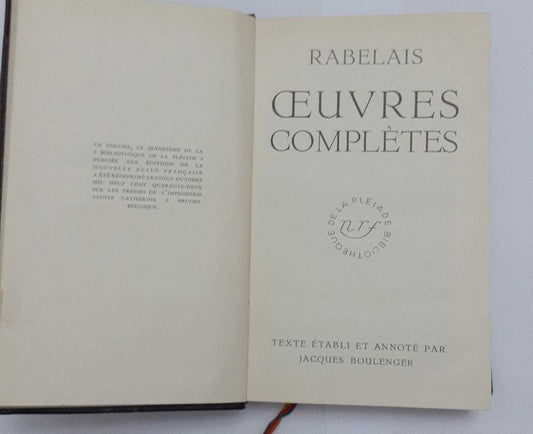 CE VOLUME, LE QUINZIÈME DE LA
« BIBLIOTHÈQUE DE LA PLÉIADE »
PUBLIÉE AUX ÉDITIONS DE LA
NOUVELLE REVUE FRANÇAISE
A ÉTÉ RÉIMPRIMÉ LE VINGT OCTOBRE
MIL NEUF CENT QUARANTE-DEUX
SUR LES PRESSES DE L'IMPRIMERIE
SAINTE CATHERINE A BRUGES
BELGIQUE.
RABELAIS
ŒUVRES
COMPLÈTES
BIBLIOTHÈQUE DE LA PLEIADE
nrf
TEXTE ÉTABLI ET ANNOTÉ PAR
JACQUES BOULENGER